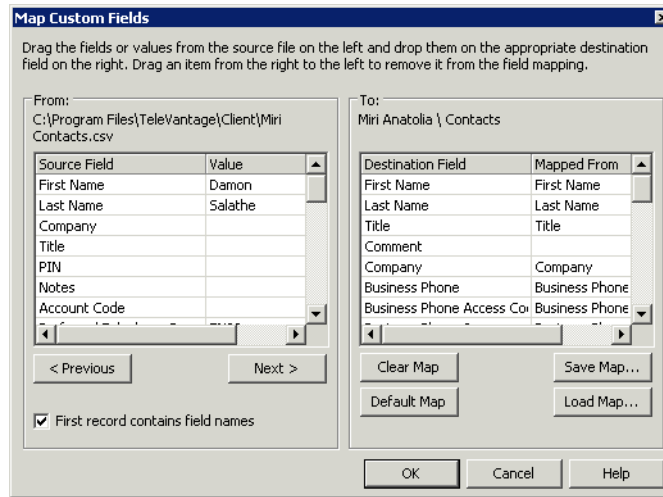 Map Custom Fields
Drag the fields or values from the source file on the left and drop them on the appropriate destination
field on the right. Drag an item from the right to the left to remove it from the field mapping.
From:
C:\Program Files\TeleVantage\Client\Miri
Contacts.csv
Source Field Value
First Name Damon
Last Name Salathe
Company
Title
PIN
Notes
Account Code
< Previous Next >
First record contains field names
To:
Miri Anatolia \ Contacts
Destination Field Mapped From
First Name First Name
Last Name Last Name
Title Title
Comment
Company Company
Business Phone Business Phone
Business Phone Access Co Business Phone
Clear Map Save Map...
Default Map Load Map...
OK Cancel Help